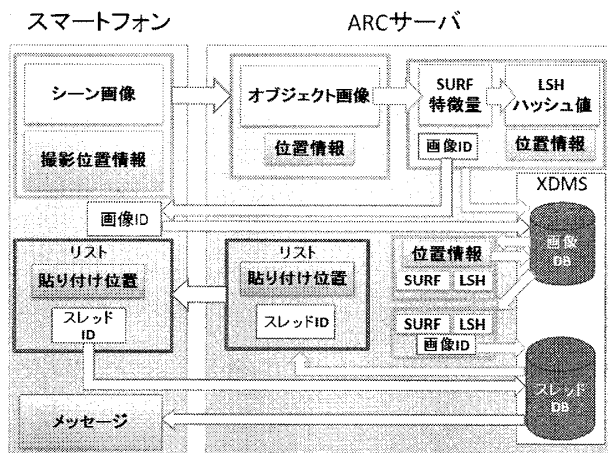 スマートフォン
ARCサーバ
シーン画像
撮影位置情報
オブジェクト画像
位置情報
SURF
特徴量
LSH
ハッシュ値
画像ID
位置情報
XDMS
画像ID
画像
DB
リスト
貼り付け位置
スレッド
ID
リスト
貼り付け位置
スレッドID
位置情報
SURF LSH
SURF LSH
画像ID
スレッド
DB
メッセージ